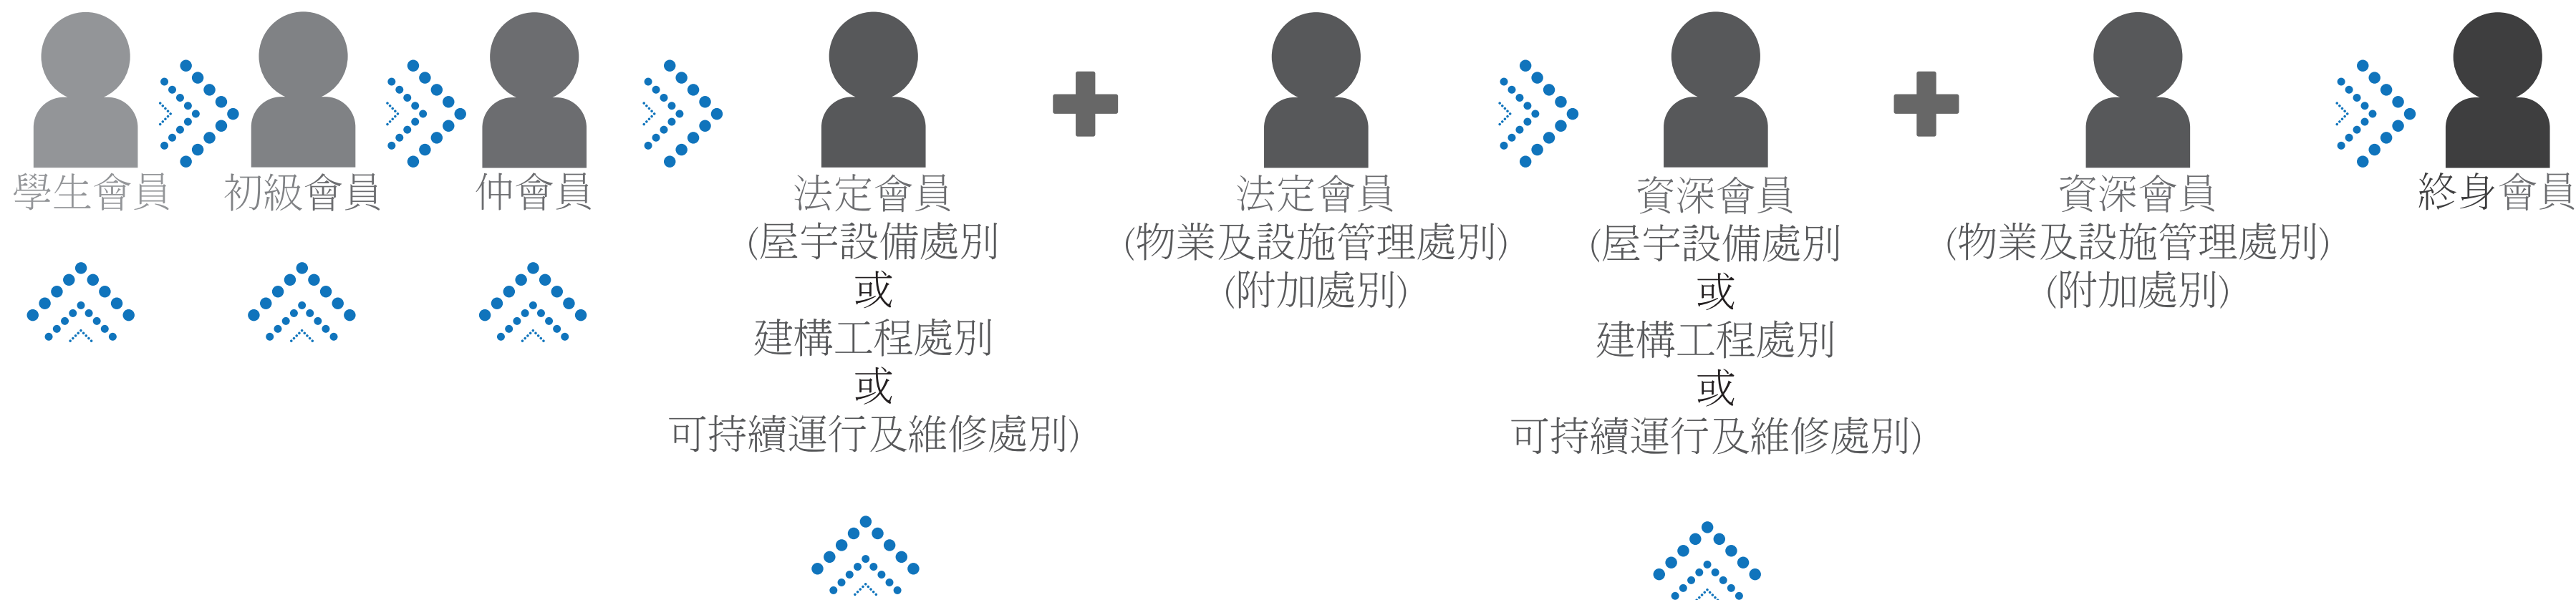 學生會員
初級會員
仲會員
法定會員
(屋宇設備處別
或
建構工程處別
或
可持續運行及維修處別)
法定會員
(物業及設施管理處別)
(附加處別)
資深會員
(屋宇設備處別
或
建構工程處別
或
可持續運行及維修處別)
資深會員
(物業及設施管理處別)
(附加處別)
終身會員